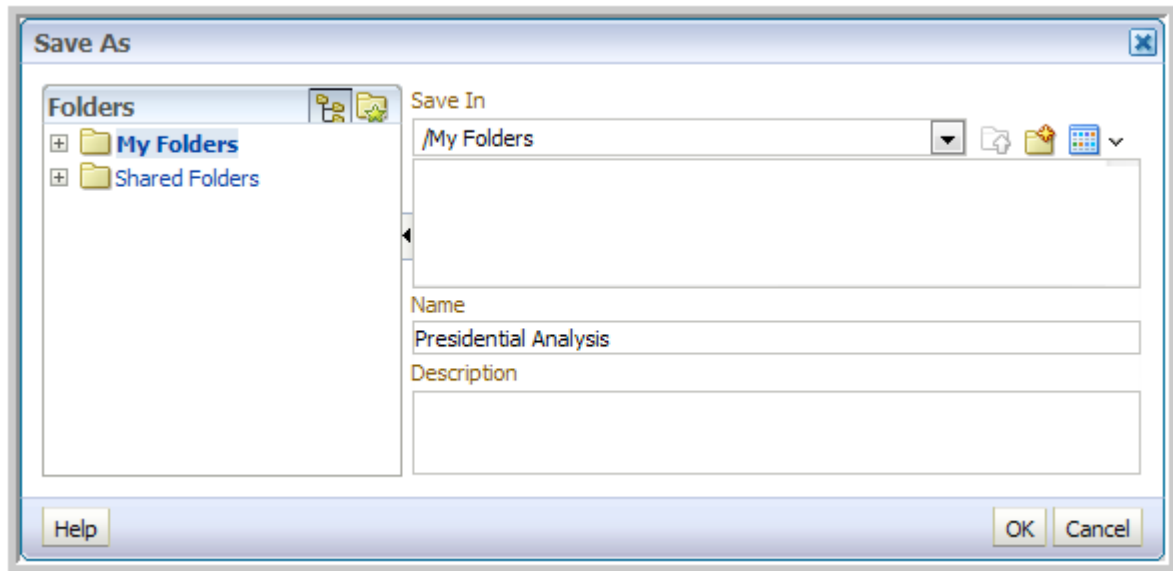 Save As
Folders
My Folders
Shared Folders
Save In
/My Folders
Name
Presidential Analysis
Description
Help
OK
Cancel